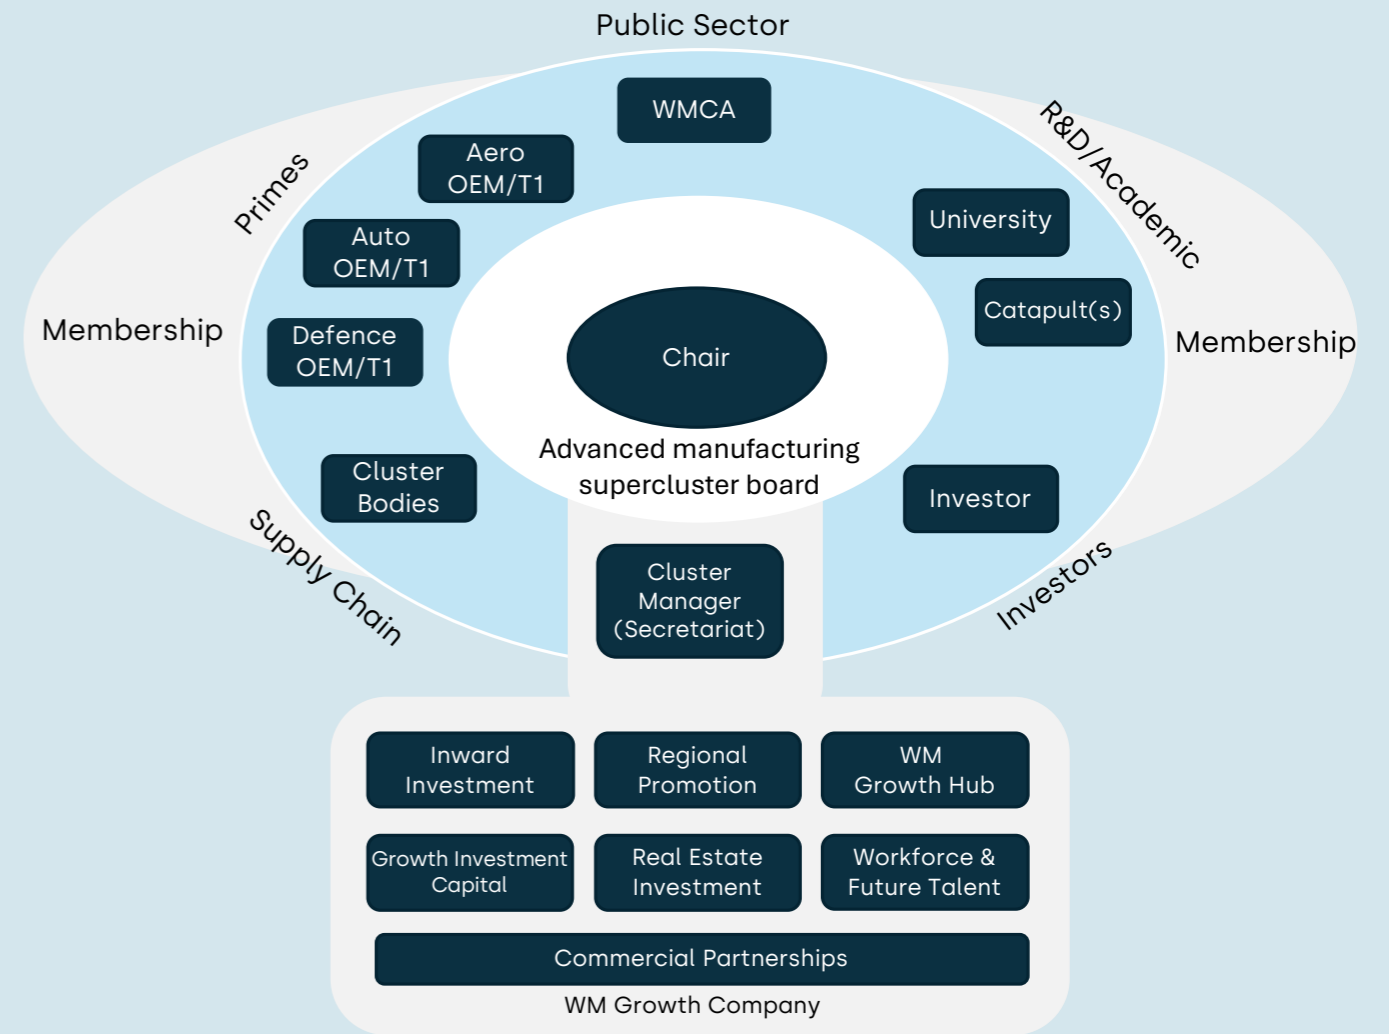 Public Sector
WMCA
Aero
OEM/T1
Primes
R&D/Academic
Auto
OEM/T1
University
Catapult(s)
Membership
Defence
OEM/T1
Chair
Membership
Advanced manufacturing
supercluster board
Cluster
Bodies
Investor
Supply Chain
Investors
Cluster
Manager
(Secretariat)
Inward
Investment
Regional
Promotion
WM
Growth Hub
Growth Investment
Capital
Real Estate
Investment
Workforce &
Future Talent
Commercial Partnerships
WM Growth Company